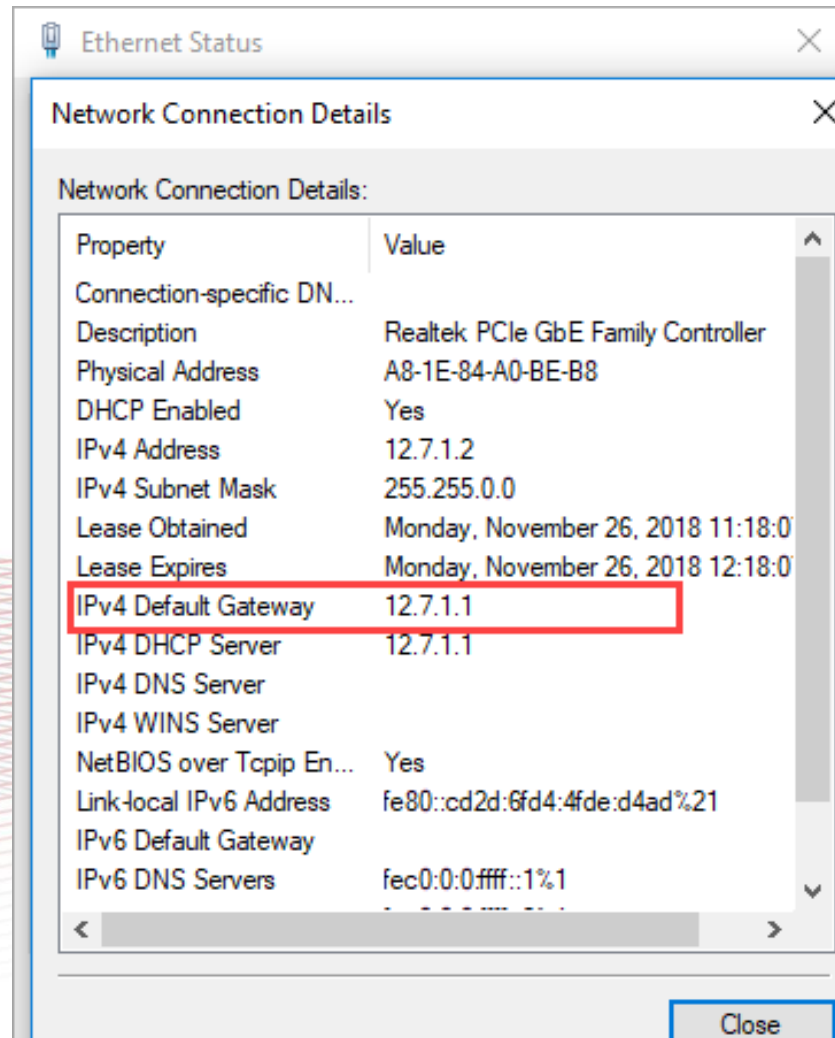 Ethernet Status
Network Connection Details
Network Connection Details:
Property Value
Connection-specific DN...
Description Realtek PCIe GbE Family Controller
Physical Address A8-1E-84-A0-BE-B8
DHCP Enabled Yes
IPv4 Address 12.7.1.2
IPv4 Subnet Mask 255.255.0.0
Lease Obtained Monday, November 26, 2018 11:18:0
Lease Expires Monday, November 26, 2018 12:18:0
IPv4 Default Gateway 12.7.1.1
IPv4 DHCP Server 12.7.1.1
IPv4 DNS Server
IPv4 WINS Server
NetBIOS over Tcpip En... Yes
Link-local IPv6 Address fe80::cd2d:6fd4:4fde:d4ad%21
IPv6 Default Gateway
IPv6 DNS Servers fec0:0:0:ffff::1%1
Close